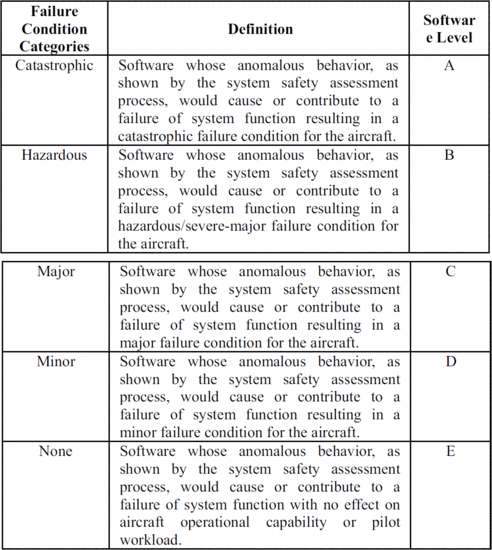 Failure
Condition
Categories
Definition
Softwar
e Level
Catastrophic
Software whose anomalous behavior, as
shown by the system safety assessment
process, would cause or contribute to a
failure of system function resulting in a
catastrophic failure condition for the aircraft.
A
Hazardous
Software whose anomalous behavior, as
shown by the system safety assessment
process, would cause or contribute to a
failure of system function resulting in a
hazardous/severe-major failure condition for
the aircraft.
B
Major
Software whose anomalous behavior, as
shown by the system safety assessment
process, would cause or contribute to a
failure of system function resulting in a
major failure condition for the aircraft.
C
Minor
Software whose anomalous behavior, as
shown by the system safety assessment
process, would cause or contribute to a
failure of system function resulting in a
minor failure condition for the aircraft.
D
None
Software whose anomalous behavior, as
shown by the system safety assessment
process, would cause or contribute to a
failure of system function with no effect on
aircraft operational capability or pilot
workload.
E